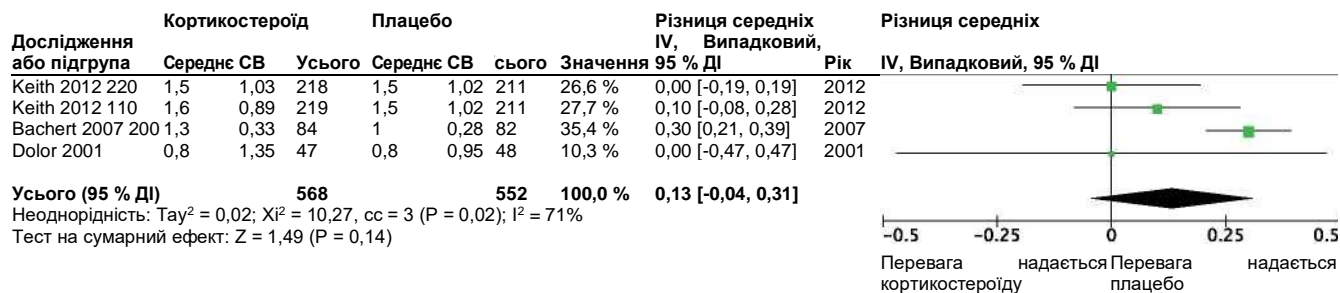 Кортикостероїд Плацебо Різниця середніх Різниця середніх
Дослідження IV, Випадковий,
або підгрупа Середнє СВ Усього Середнє СВ сього Значення 95 % ДІ Рік IV, Випадковий, 95 % ДІ
Keith 2012 220 1,5 1,03 218 1,5 1,02 211 26,6 % 0,00 [-0,19, 0,19] 2012
Keith 2012 110 1,6 0,89 219 1,5 1,02 211 27,7 % 0,10 [-0,08, 0,28] 2012
Bachert 2007 200 1,3 0,33 84 1 0,28 82 35,4 % 0,30 [0,21, 0,39] 2007
Dolor 2001 0,8 1,35 47 0,8 0,95 48 10,3 % 0,00 [-0,47, 0,47] 2001
Усього (95 % ДІ) 568 552 100,0 % 0,13 [-0,04, 0,31]
Неоднорідність: Тау² = 0,02; Хі² = 10,27, сс = 3 (P = 0,02); I² = 71%
Тест на сумарний ефект: Z = 1,49 (P = 0,14)
-0.5 -0.25 0 0.25 0.5
Перевага надається Перевага надається
кортикостероїду плацебо